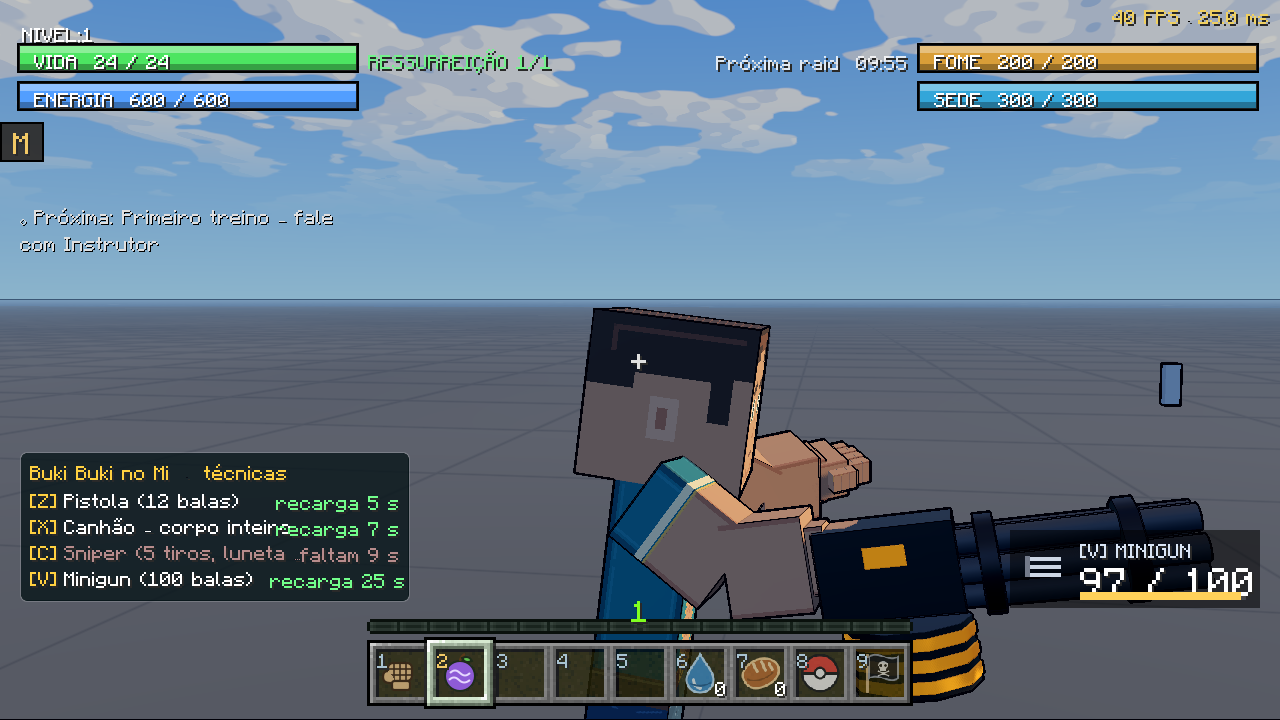 40 FPS · 25.0 ms
NIVEL:1
VIDA 24 / 24
RESSURREIÇÃO 1/1
Próxima raid 09:55
FOME 200 / 200
ENERGIA 600 / 600
SEDE 300 / 300
M
Próxima: Primeiro treino - fale
com Instrutor
Buki Buki no Mi técnicas
[Z] Pistola (12 balas) recarga 5 s
[X] Canhão - corpo inteiro recarga 7 s
[C] Sniper (5 tiros, luneta faltam 9 s
[V] Minigun (100 balas) recarga 25 s
[V] MINIGUN
97 / 100
1
1 2 3 4 5 6 7 8 9
0 0